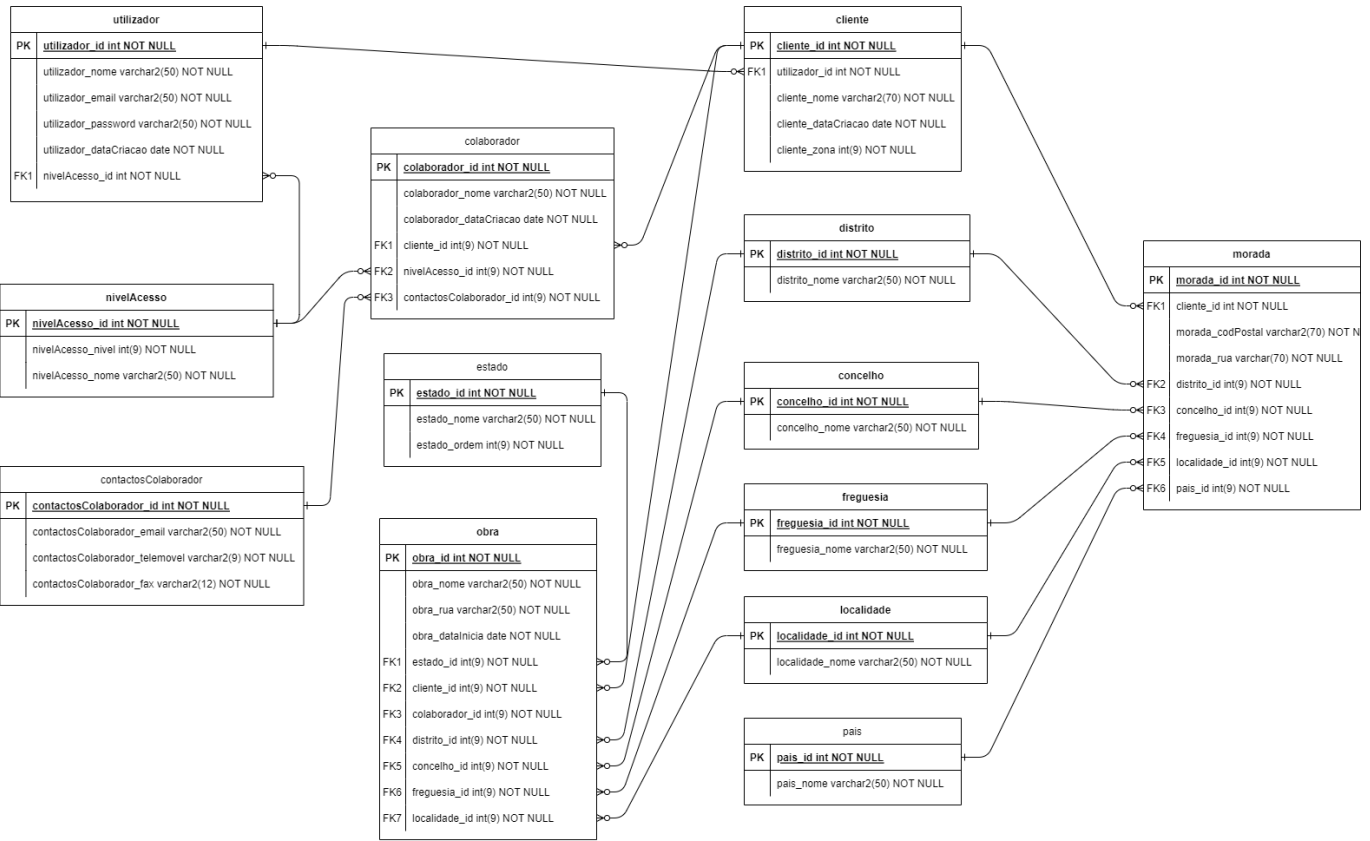 utilizador
PK utilizador_id int NOT NULL
utilizador_nome varchar2(50) NOT NULL
utilizador_email varchar2(50) NOT NULL
utilizador_password varchar2(50) NOT NULL
utilizador_dataCriacao date NOT NULL
FK1 nivelAcesso_id int NOT NULL
nivelAcesso
PK nivelAcesso_id int NOT NULL
nivelAcesso_nivel int(9) NOT NULL
nivelAcesso_nome varchar2(50) NOT NULL
contactosColaborador
PK contactosColaborador_id int NOT NULL
contactosColaborador_email varchar2(50) NOT NULL
contactosColaborador_telemovel varchar2(9) NOT NULL
contactosColaborador_fax varchar2(12) NOT NULL
colaborador
PK colaborador_id int NOT NULL
colaborador_nome varchar2(50) NOT NULL
colaborador_dataCriacao date NOT NULL
FK1 cliente_id int(9) NOT NULL
FK2 nivelAcesso_id int(9) NOT NULL
FK3 contactosColaborador_id int(9) NOT NULL
estado
PK estado_id int NOT NULL
estado_nome varchar2(50) NOT NULL
estado_ordem int(9) NOT NULL
obra
PK obra_id int NOT NULL
obra_nome varchar2(50) NOT NULL
obra_rua varchar2(50) NOT NULL
obra_dataInicia date NOT NULL
FK1 estado_id int(9) NOT NULL
FK2 cliente_id int(9) NOT NULL
FK3 colaborador_id int(9) NOT NULL
FK4 distrito_id int(9) NOT NULL
FK5 concelho_id int(9) NOT NULL
FK6 freguesia_id int(9) NOT NULL
FK7 localidade_id int(9) NOT NULL
cliente
PK cliente_id int NOT NULL
FK1 utilizador_id int NOT NULL
cliente_nome varchar2(70) NOT NULL
cliente_dataCriacao date NOT NULL
cliente_zona int(9) NOT NULL
distrito
PK distrito_id int NOT NULL
distrito_nome varchar2(50) NOT NULL
concelho
PK concelho_id int NOT NULL
concelho_nome varchar2(50) NOT NULL
freguesia
PK freguesia_id int NOT NULL
freguesia_nome varchar2(50) NOT NULL
localidade
PK localidade_id int NOT NULL
localidade_nome varchar2(50) NOT NULL
pais
PK pais_id int NOT NULL
pais_nome varchar2(50) NOT NULL
morada
PK morada_id int NOT NULL
FK1 cliente_id int NOT NULL
morada_codPostal varchar2(70) NOT N
morada_rua varchar(70) NOT NULL
FK2 distrito_id int(9) NOT NULL
FK3 concelho_id int(9) NOT NULL
FK4 freguesia_id int(9) NOT NULL
FK5 localidade_id int(9) NOT NULL
FK6 pais_id int(9) NOT NULL